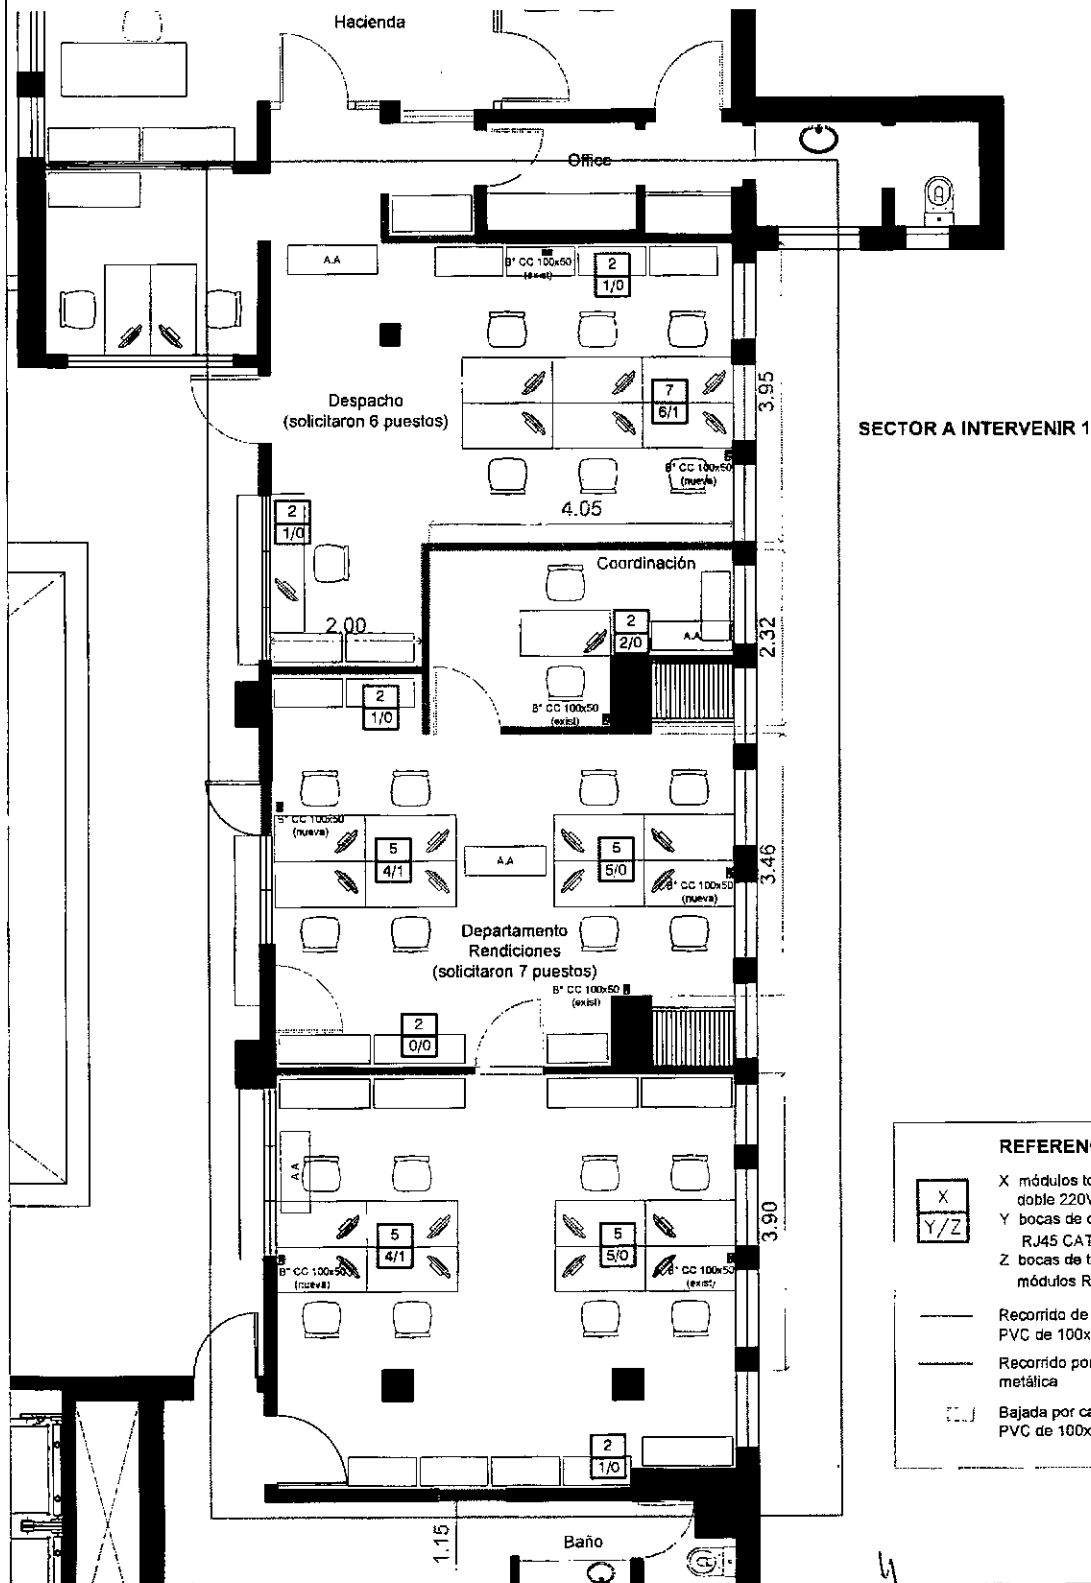 Hacienda
Office
A.A
B° CC 100x50
(exist)
2
1/0
Despacho
(solicitaron 6 puestos)
7
6/1
3.95
SECTOR A INTERVENIR 1
B° CC 100x50
(nueva)
4.05
2
1/0
Coordinación
2.00
2
2/0
A.A
2.32
2
1/0
B° CC 100x50
(exist)
B° CC 100x50
(nueva)
5
4/1
A.A
5
5/0
3.46
B° CC 100x50
(nueva)
Departamento
Rendiciones
(solicitaron 7 puestos)
B° CC 100x50
(exist)
2
0/0
A.A
5
4/1
5
5/0
3.90
B° CC 100x50
(nueva)
B° CC 100x50
(exist)
2
1/0
1.15
Baño
REFEREN
X
Y/Z
X módulos to
doble 220V
Y bocas de
RJ45 CAT
Z bocas de t
módulos R
Recorrido de
PVC de 100x
Recorrido por
metálica
Bajada por ca
PVC de 100x